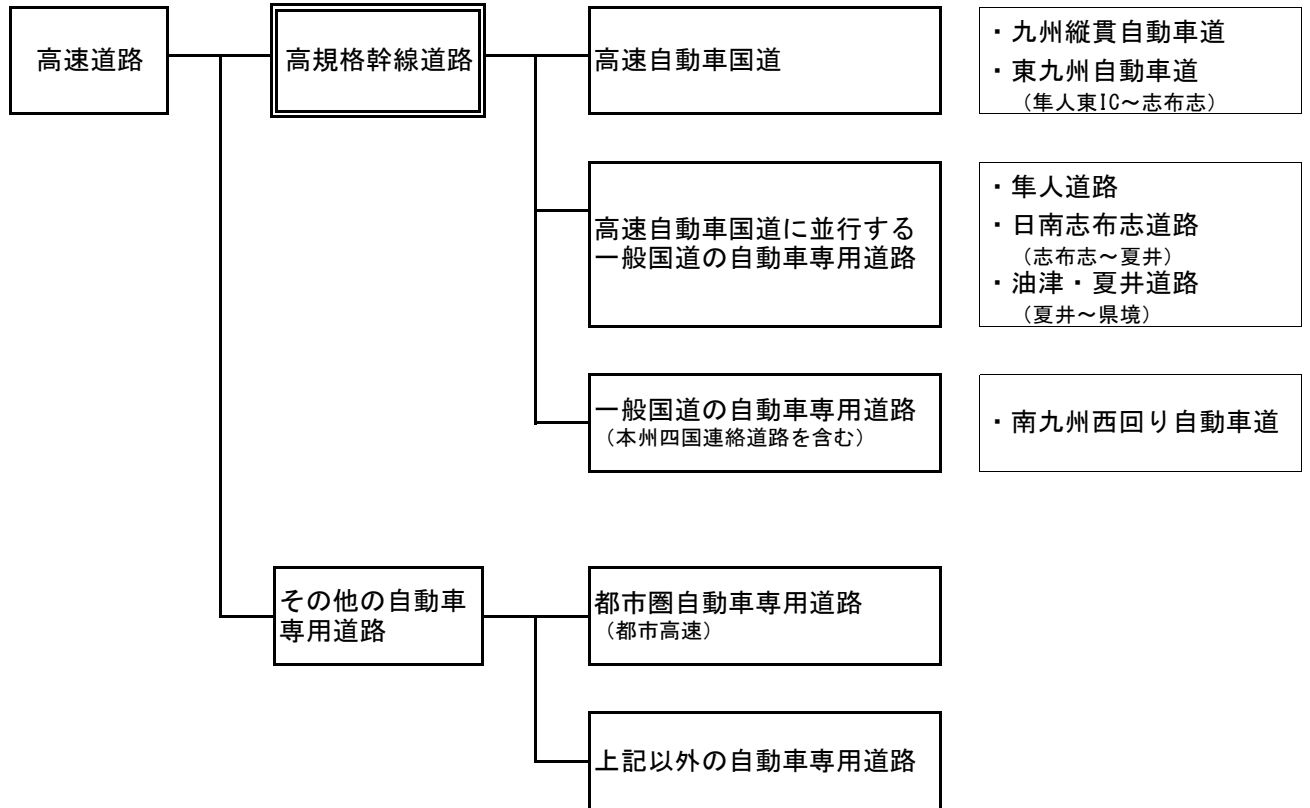 高速道路
高規格幹線道路
高速自動車国道
・九州縦貫自動車道
・東九州自動車道
（隼人東IC～志布志）
高速自動車国道に並行する
一般国道の自動車専用道路
・隼人道路
・日南志布志道路
（志布志～夏井）
・油津・夏井道路
（夏井～県境）
一般国道の自動車専用道路
（本州四国連絡道路を含む）
・南九州西回り自動車道
その他の自動車
専用道路
都市圏自動車専用道路
（都市高速）
上記以外の自動車専用道路